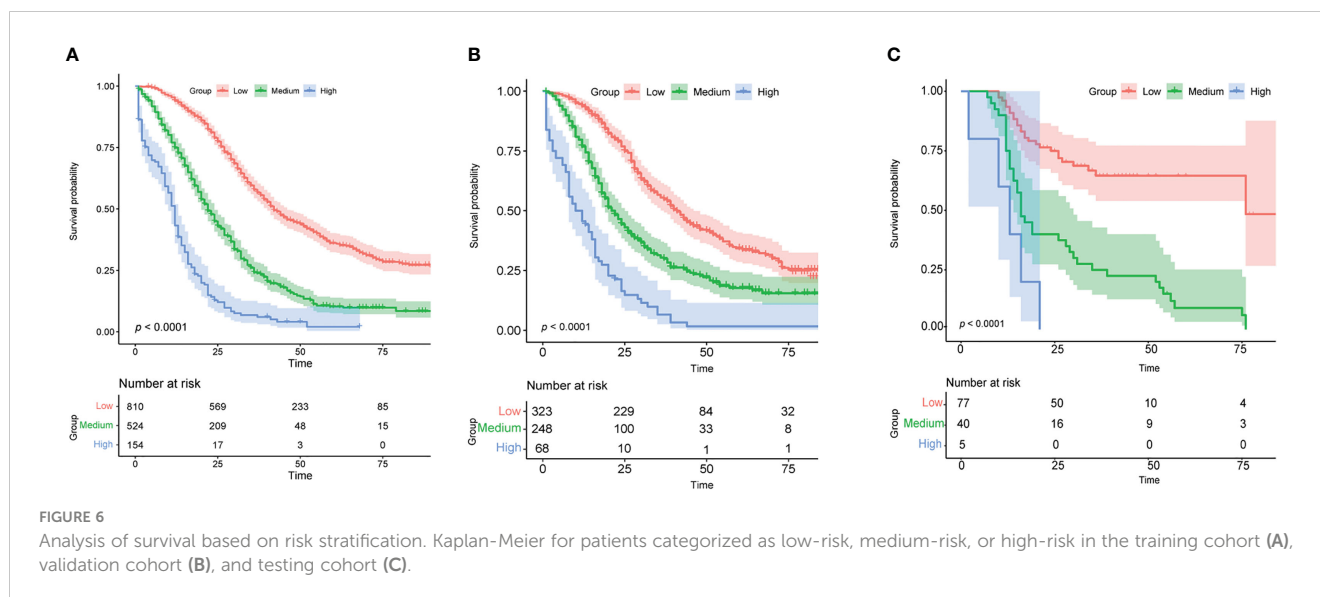 A
Group Low Medium High
1.00
0.75
0.50
0.25
0.00
Survival probability
p < 0.0001
0 25 50 75
Time
Number at risk
Group
Low 810 569 233 85
Medium 524 209 48 15
High 154 17 3 0
0 25 50 75
Time
B
Group Low Medium High
1.00
0.75
0.50
0.25
0.00
Survival probability
p < 0.0001
0 25 50 75
Time
Number at risk
Group
Low 323 229 84 32
Medium 248 100 33 8
High 68 10 1 1
0 25 50 75
Time
C
Group Low Medium High
1.00
0.75
0.50
0.25
0.00
Survival probability
p < 0.0001
0 25 50 75
Time
Number at risk
Group
Low 77 50 10 4
Medium 40 16 9 3
High 5 0 0 0
0 25 50 75
Time
FIGURE 6
Analysis of survival based on risk stratification. Kaplan-Meier for patients categorized as low-risk, medium-risk, or high-risk in the training cohort (A),
validation cohort (B), and testing cohort (C).